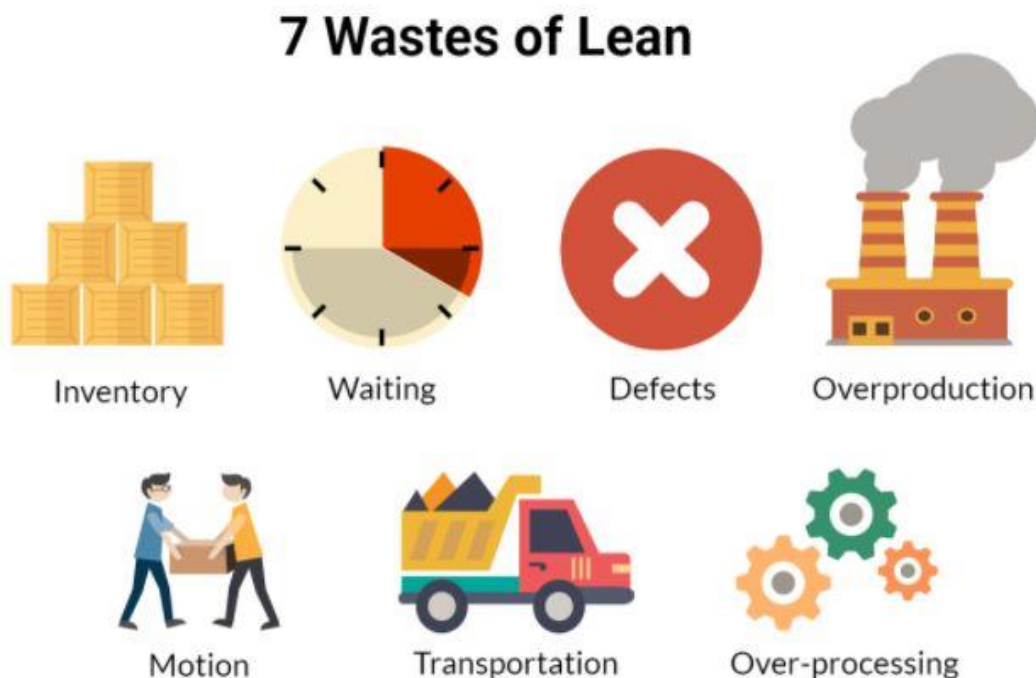 7 Wastes of Lean
Inventory
Waiting
Defects
Overproduction
Motion
Transportation
Over-processing